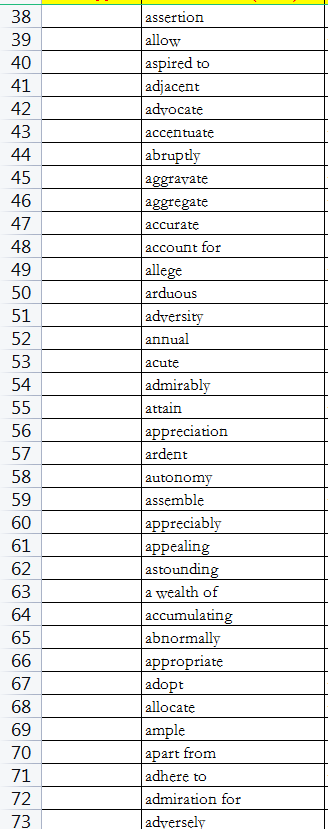 38 assertion
39 allow
40 aspired to
41 adjacent
42 advocate
43 accentuate
44 abruptly
45 aggravate
46 aggregate
47 accurate
48 account for
49 allege
50 arduous
51 adversity
52 annual
53 acute
54 admirably
55 attain
56 appreciation
57 ardent
58 autonomy
59 assemble
60 appreciably
61 appealing
62 astounding
63 a wealth of
64 accumulating
65 abnormally
66 appropriate
67 adopt
68 allocate
69 ample
70 apart from
71 adhere to
72 admiration for
73 adversely